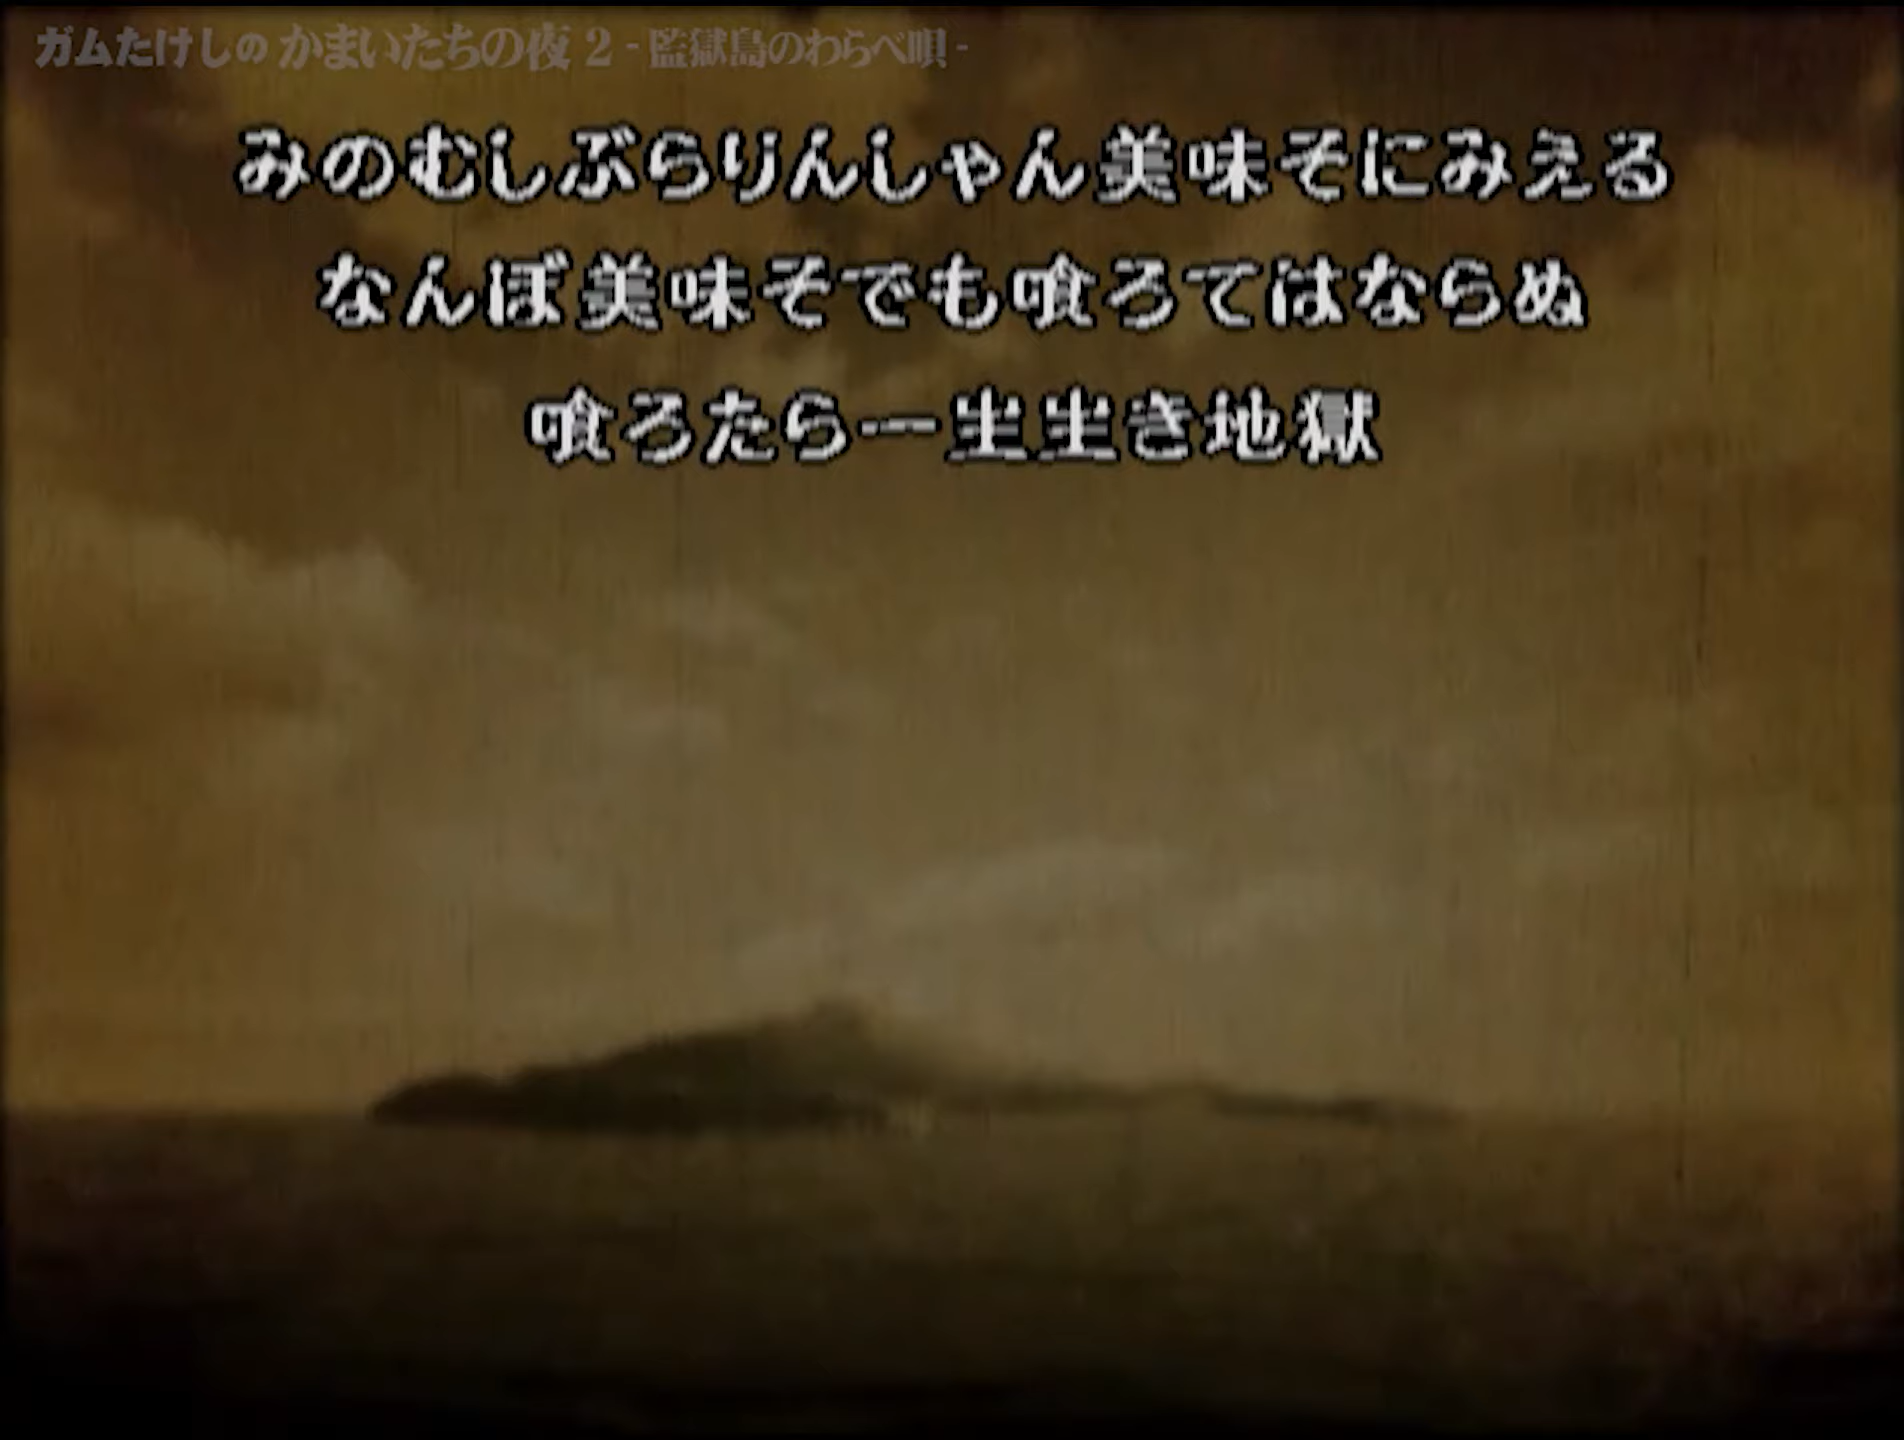 ガムたけしの かまいたちの夜 2 - 監獄島のわらべ唄 -
みのむしぶらりんしゃん美味そにみえる
なんぼ美味そでも喰ろてはならぬ
喰ろたら一生生き地獄